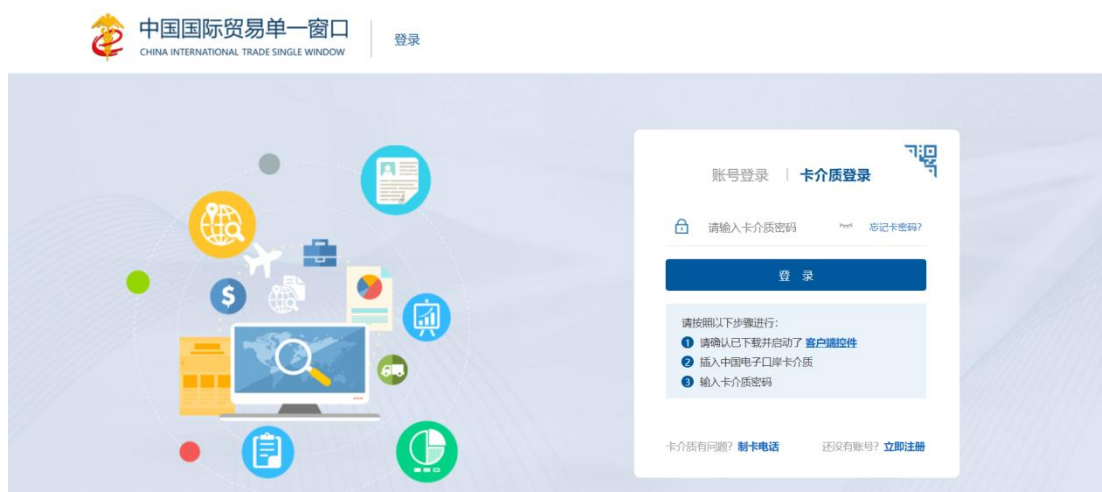 中国国际贸易单一窗口
CHINA INTERNATIONAL TRADE SINGLE WINDOW
登录
账号登录 | 卡介质登录
请输入卡介质密码 忘记卡密码?
登 录
请按照以下步骤进行:
1 请确认已下载并启动了 客户端控件
2 插入中国电子口岸卡介质
3 输入卡介质密码
卡介质有问题? 制卡电话 还没有账号? 立即注册
$